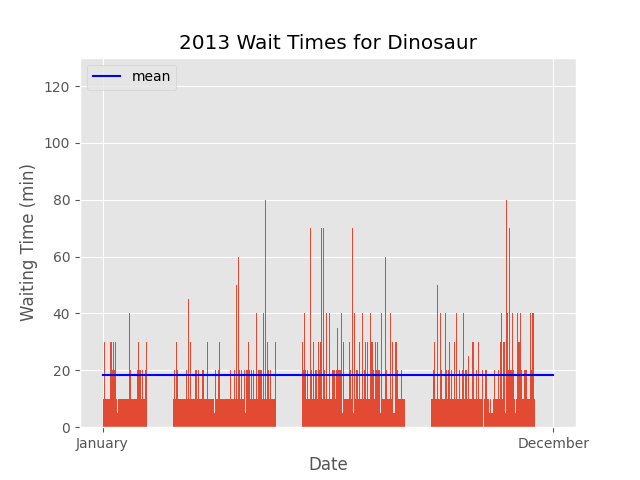 2013 Wait Times for Dinosaur
mean
120
100
80
60
40
20
0
Waiting Time (min)
January
December
Date